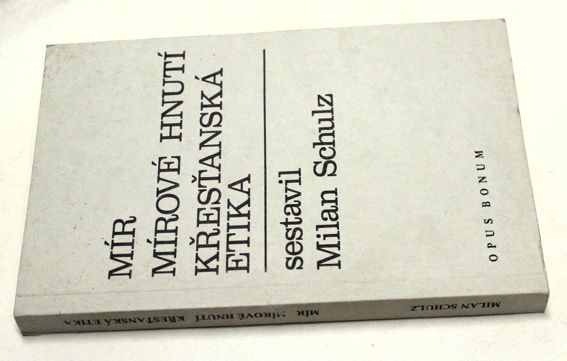 MÍR
MÍROVÉ HNUTÍ
KŘESŤANSKÁ
ETIKA
sestavil
Milan Schulz
OPUS BONUM
MILAN SCHULZ
MÍR MÍROVÉ HNUTÍ KŘESŤANSKÁ ETIKA